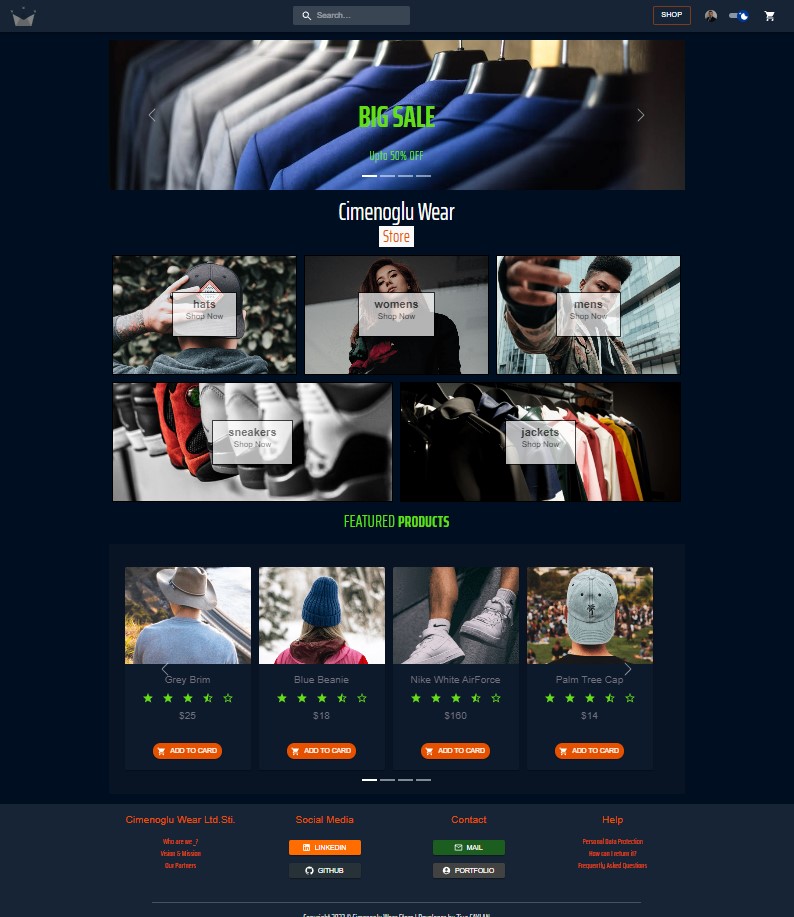 Search...
SHOP
BIG SALE
Upto 50% OFF
Cimenoglu Wear
Store
hats
Shop Now
womens
Shop Now
mens
Shop Now
sneakers
Shop Now
jackets
Shop Now
FEATURED PRODUCTS
Grey Brim
$25
ADD TO CARD
Blue Beanie
$18
ADD TO CARD
Nike White AirForce
$160
ADD TO CARD
Palm Tree Cap
$14
ADD TO CARD
Cimenoglu Wear Ltd.Sti.
Who are we_?
Vision & Mission
Our Partners
Social Media
LINKEDIN
GITHUB
Contact
MAIL
PORTFOLIO
Help
Personal Data Protection
How can I return it?
Frequently Asked Questions